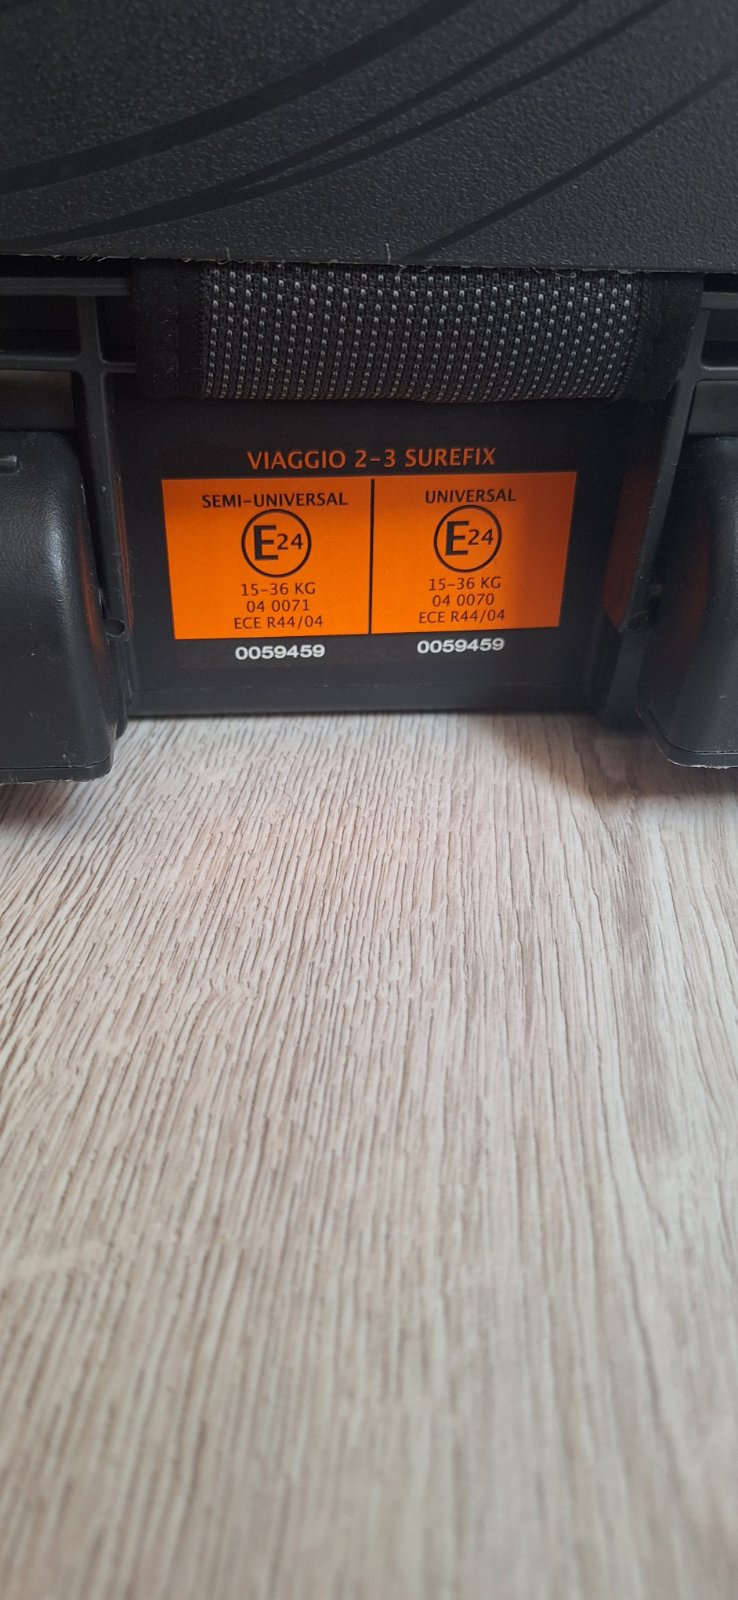 VIAGGIO 2-3 SUREFIX
SEMI-UNIVERSAL
E24
15-36 KG
04 0071
ECE R44/04
0059459
UNIVERSAL
E24
15-36 KG
04 0070
ECE R44/04
0059459